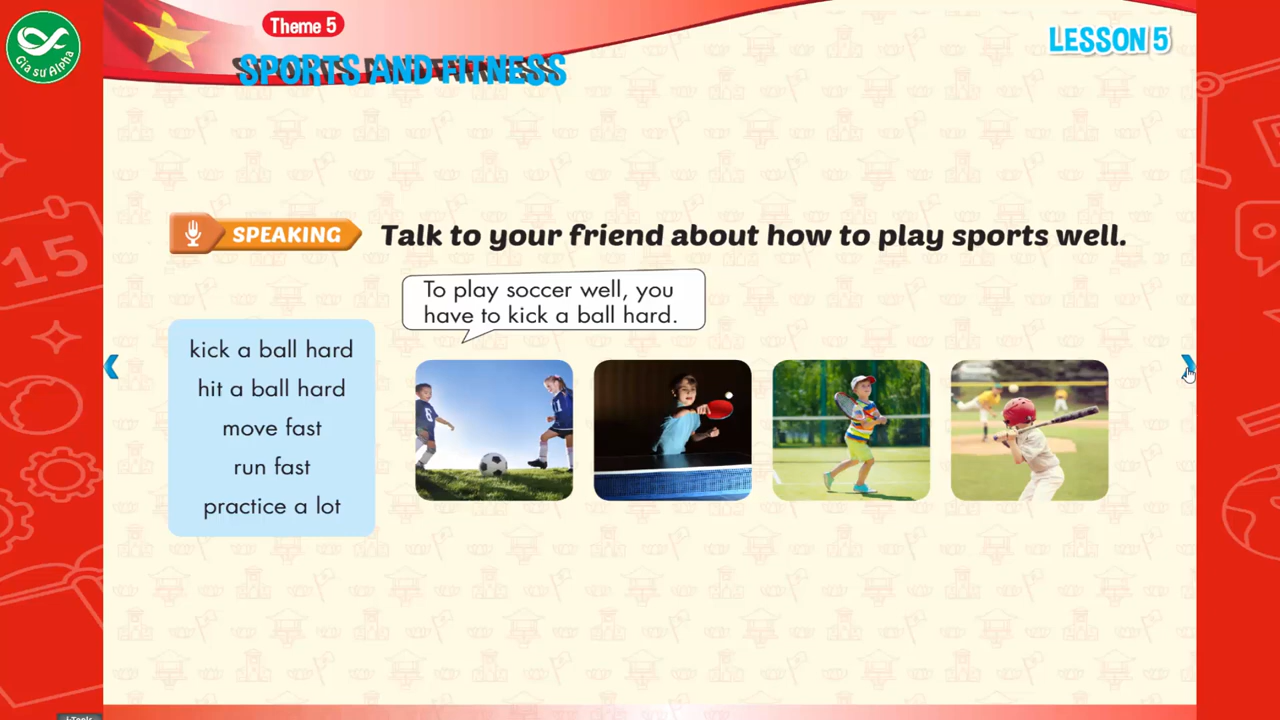 Gia sư Alpha
Theme 5
SPORTS AND FITNESS
LESSON 5
15
SPEAKING
Talk to your friend about how to play sports well.
To play soccer well, you
have to kick a ball hard.
kick a ball hard
hit a ball hard
move fast
run fast
practice a lot
6